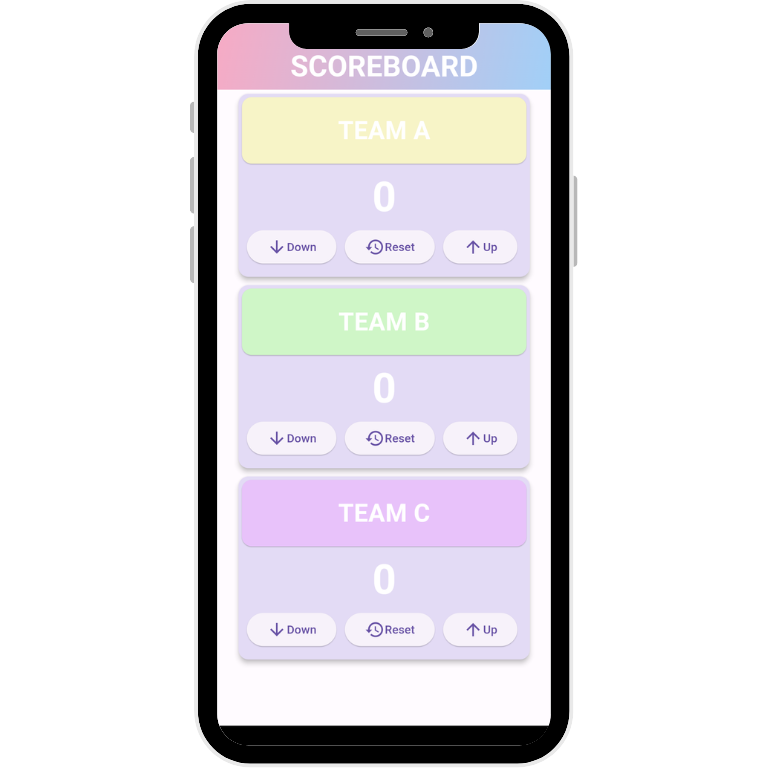 SCOREBOARD
TEAM A
0
Down Reset Up
TEAM B
0
Down Reset Up
TEAM C
0
Down Reset Up